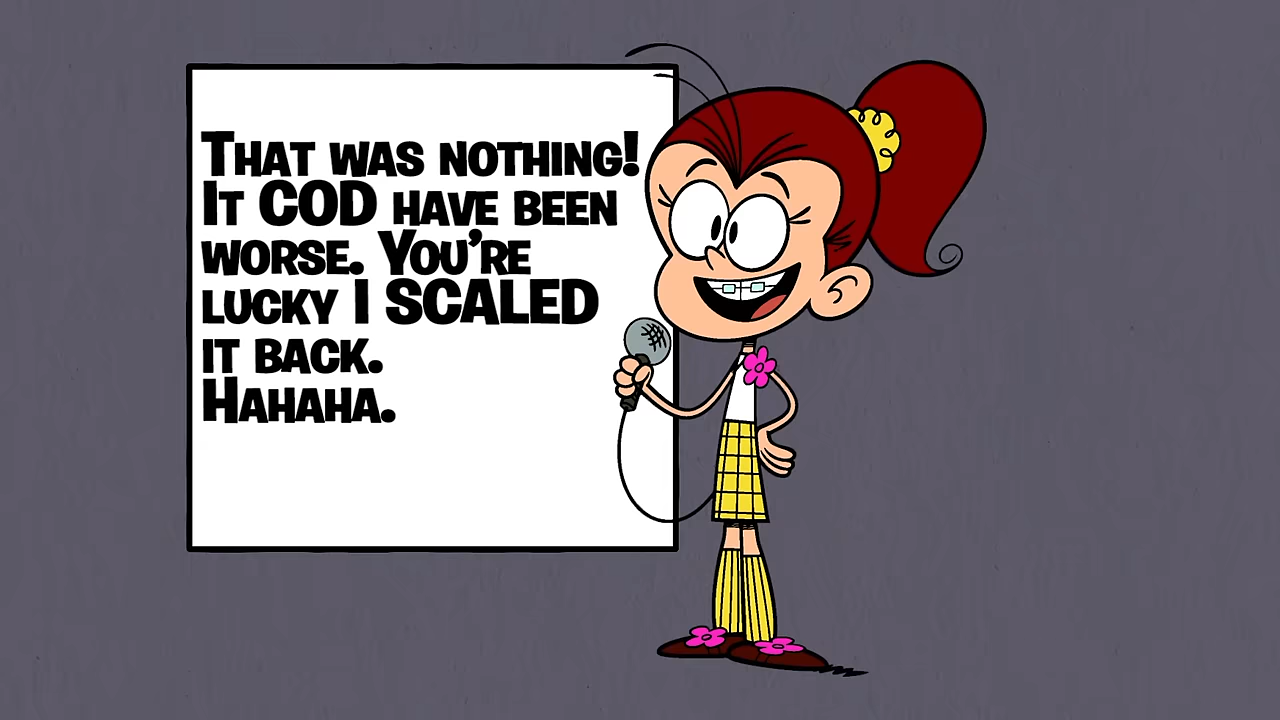 That was nothing!
It COD have been
worse. You're
lucky I SCALED
it back.
Hahaha.